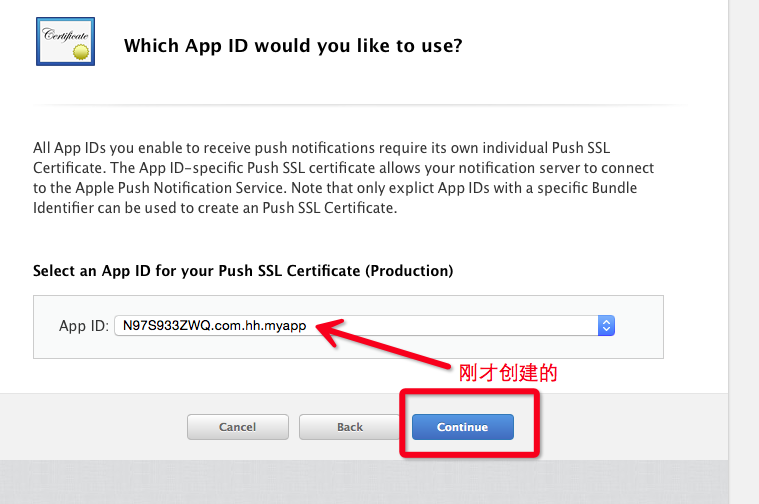 Certificate
Which App ID would you like to use?
All App IDs you enable to receive push notifications require its own individual Push SSL
Certificate. The App ID-specific Push SSL certificate allows your notification server to connect
to the Apple Push Notification Service. Note that only explict App IDs with a specific Bundle
Identifier can be used to create an Push SSL Certificate.
Select an App ID for your Push SSL Certificate (Production)
App ID: N97S933ZWQ.com.hh.myapp
刚才创建的
Cancel Back Continue